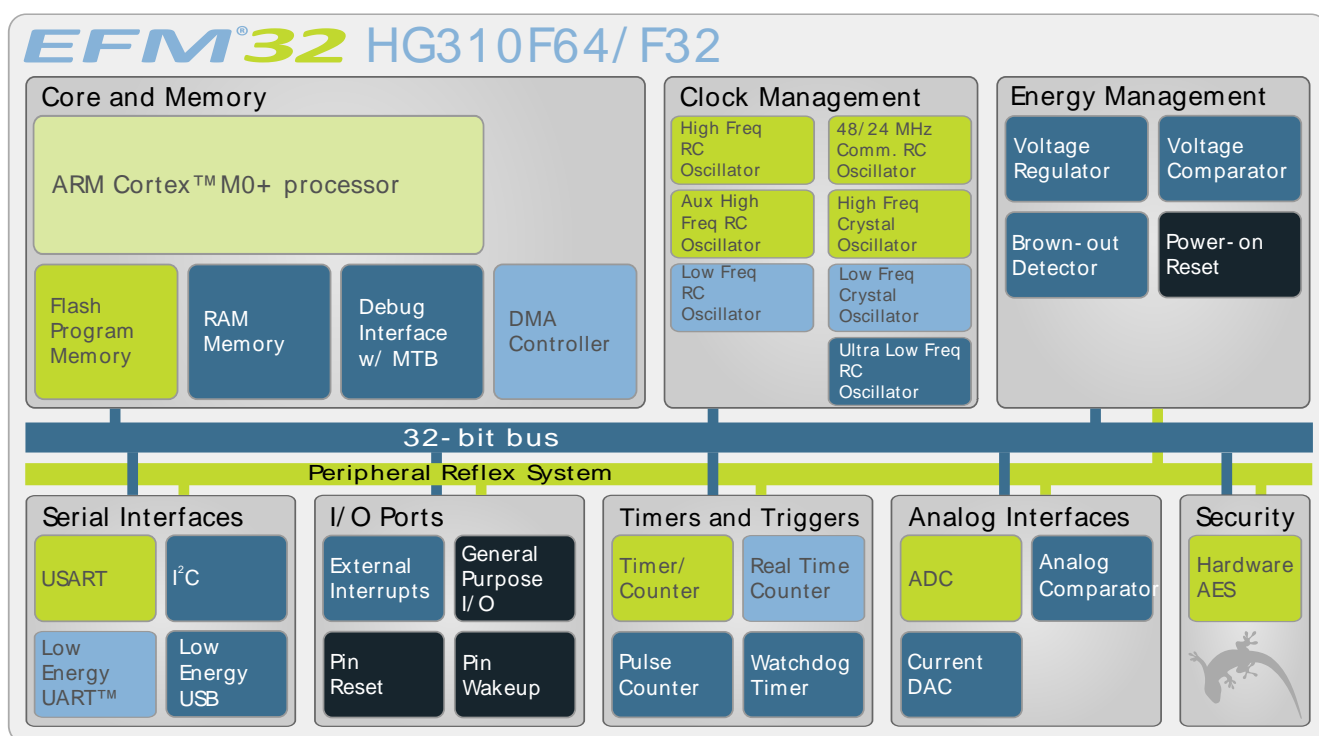 EFM®32 HG310F64/F32
Core and Memory
ARM Cortex™ M0+ processor
Flash
Program
Memory
RAM
Memory
Debug
Interface
w/ MTB
DMA
Controller
Clock Management
High Freq
RC
Oscillator
48/24 MHz
Comm. RC
Oscillator
Aux High
Freq RC
Oscillator
High Freq
Crystal
Oscillator
Low Freq
RC
Oscillator
Low Freq
Crystal
Oscillator
Ultra Low Freq
RC
Oscillator
Energy Management
Voltage
Regulator
Voltage
Comparator
Brown-out
Detector
Power-on
Reset
32-bit bus
Peripheral Reflex System
Serial Interfaces
USART
I²C
Low
Energy
UART™
Low
Energy
USB
I/O Ports
External
Interrupts
General
Purpose
I/O
Pin
Reset
Pin
Wakeup
Timers and Triggers
Timer/
Counter
Real Time
Counter
Pulse
Counter
Watchdog
Timer
Analog Interfaces
ADC
Analog
Comparator
Current
DAC
Security
Hardware
AES